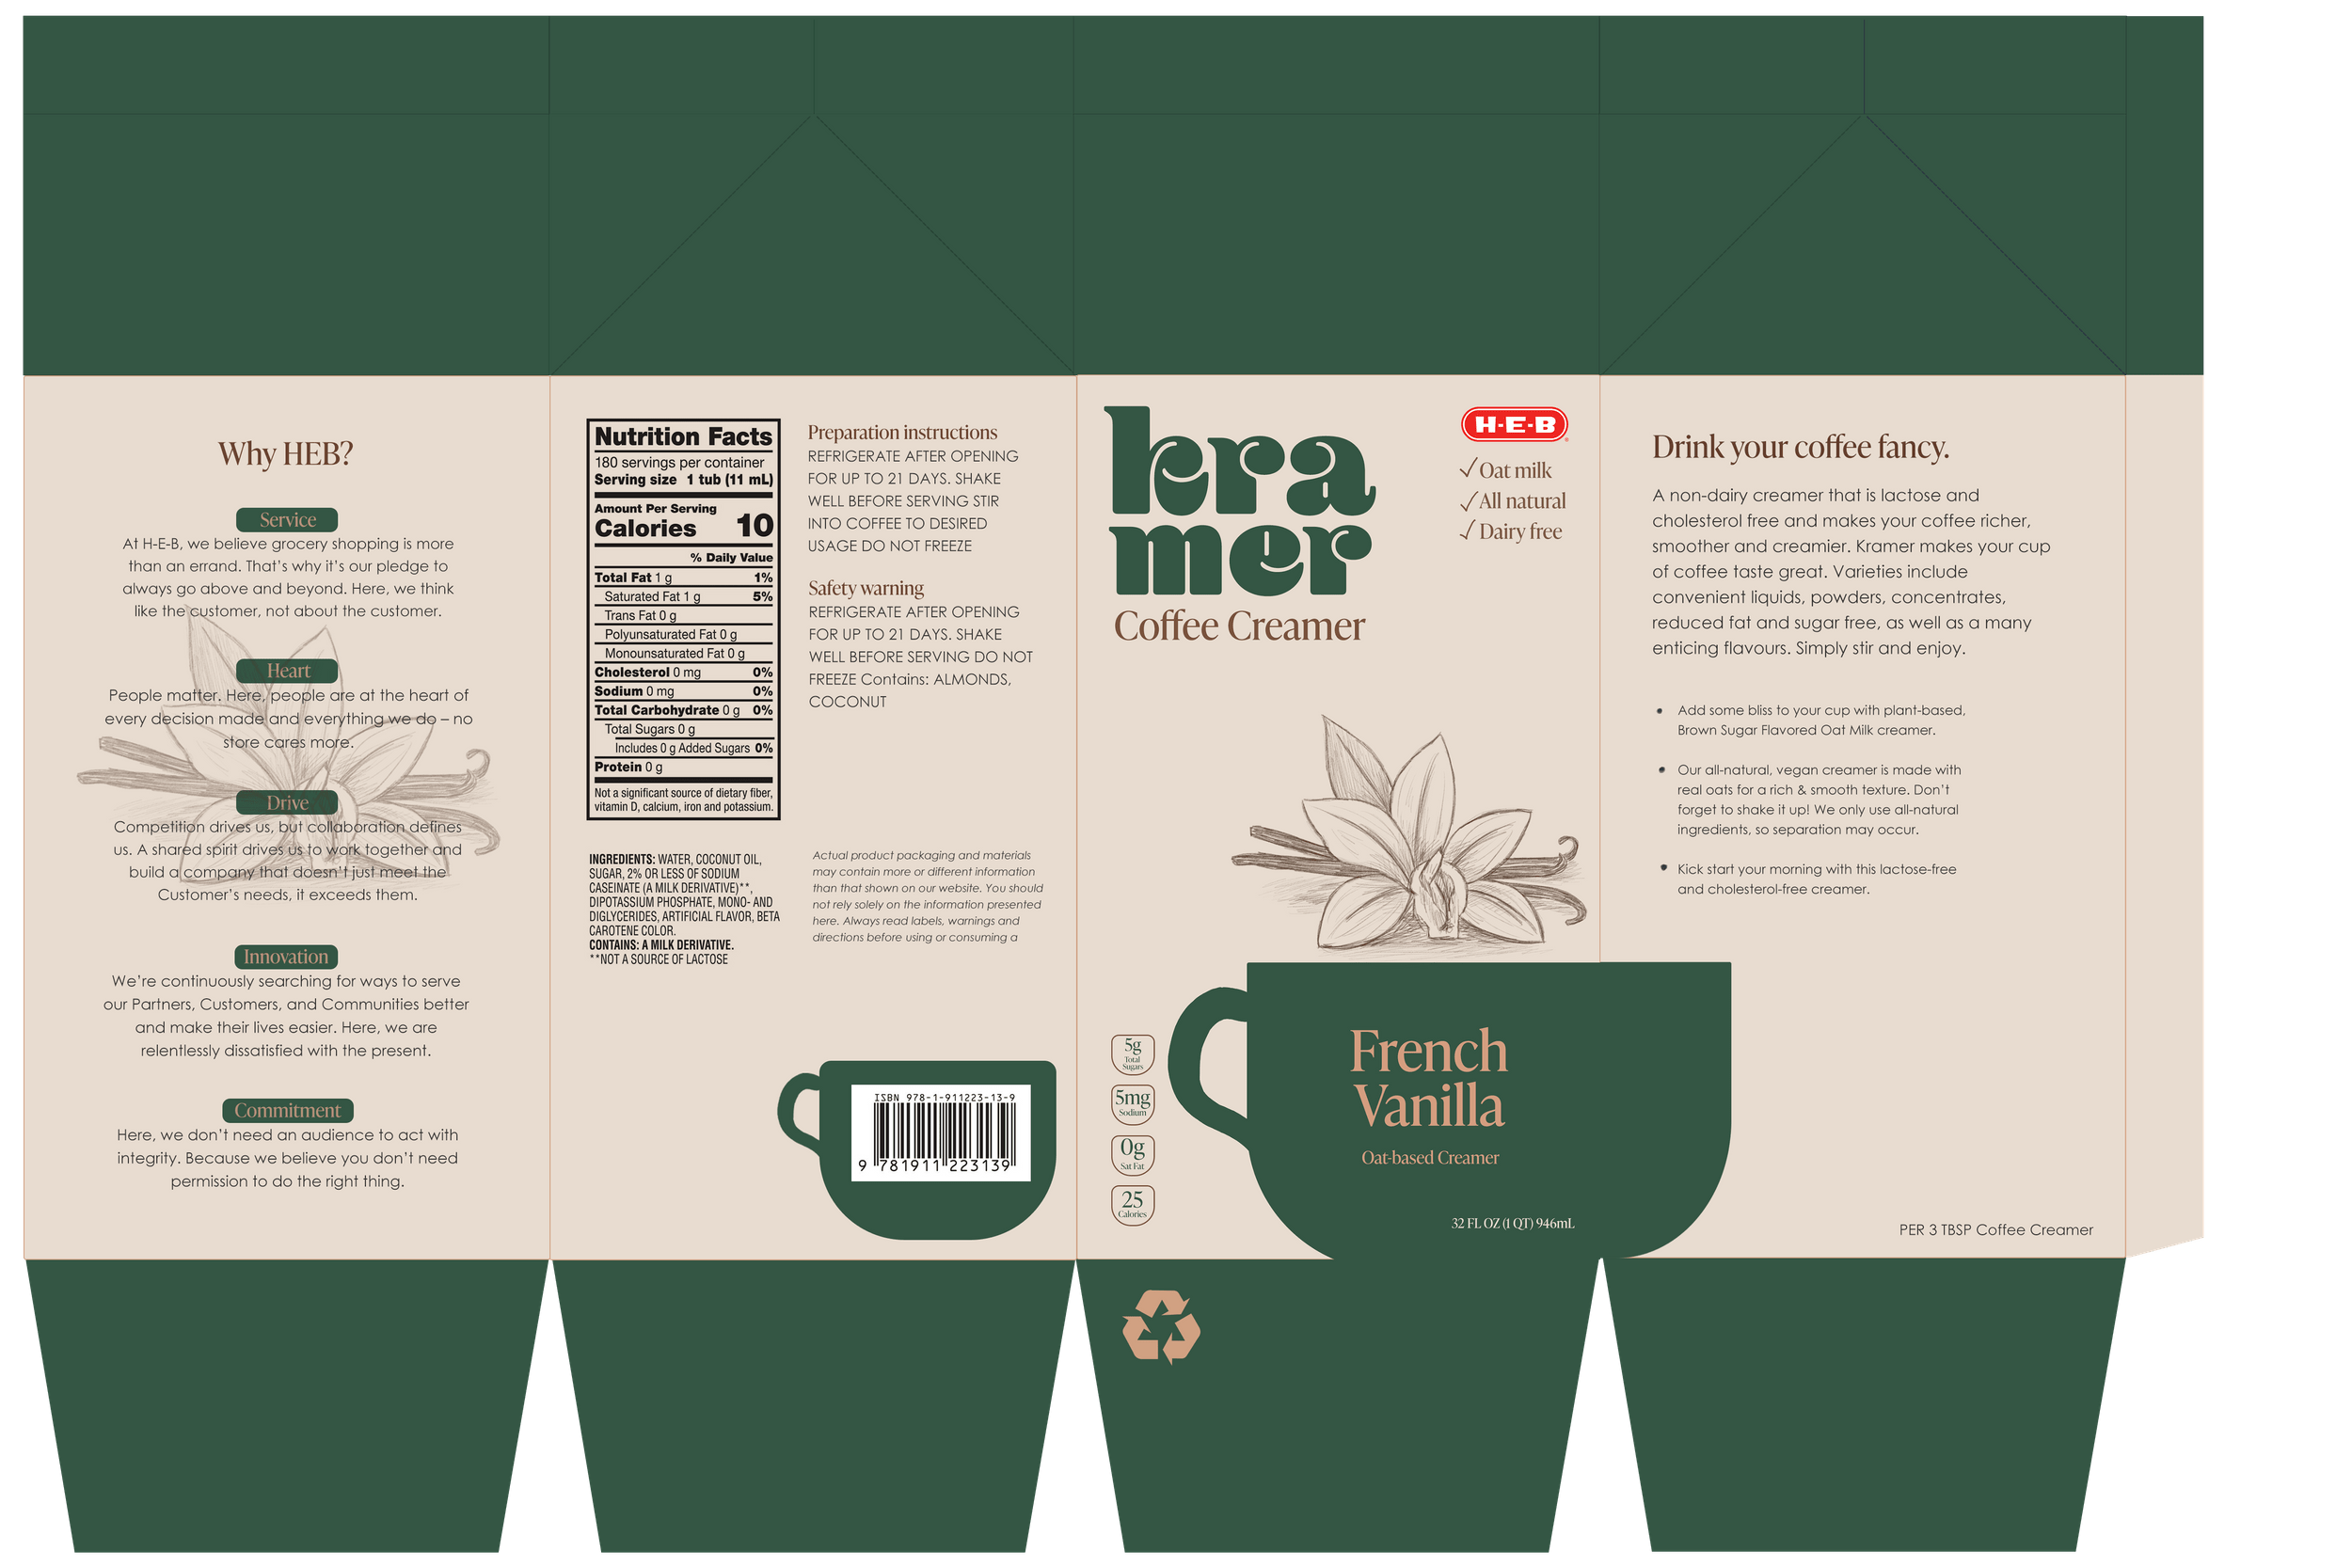 Why HEB?
Service
At H-E-B, we believe grocery shopping is more
than an errand. That's why it's our pledge to
always go above and beyond. Here, we think
like the customer, not about the customer.
Heart
People matter. Here, people are at the heart of
every decision made and everything we do – no
store cares more.
Drive
Competition drives us, but collaboration defines
us. A shared spirit drives us to work together and
build a company that doesn't just meet the
Customer's needs, it exceeds them.
Innovation
We're continuously searching for ways to serve
our Partners, Customers, and Communities better
and make their lives easier. Here, we are
relentlessly dissatisfied with the present.
Commitment
Here, we don't need an audience to act with
integrity. Because we believe you don't need
permission to do the right thing.
Nutrition Facts
180 servings per container
Serving size 1 tub (11 mL)
Amount Per Serving
Calories 10
% Daily Value
Total Fat 1 g 1%
Saturated Fat 1 g 5%
Trans Fat 0 g
Polyunsaturated Fat 0 g
Monounsaturated Fat 0 g
Cholesterol 0 mg 0%
Sodium 0 mg 0%
Total Carbohydrate 0 g 0%
Total Sugars 0 g
Includes 0 g Added Sugars 0%
Protein 0 g
Not a significant source of dietary fiber,
vitamin D, calcium, iron and potassium.
INGREDIENTS: WATER, COCONUT OIL,
SUGAR, 2% OR LESS OF SODIUM
CASEINATE (A MILK DERIVATIVE)**,
DIPOTASSIUM PHOSPHATE, MONO- AND
DIGLYCERIDES, ARTIFICIAL FLAVOR, BETA
CAROTENE COLOR.
CONTAINS: A MILK DERIVATIVE.
**NOT A SOURCE OF LACTOSE
Preparation instructions
REFRIGERATE AFTER OPENING
FOR UP TO 21 DAYS. SHAKE
WELL BEFORE SERVING STIR
INTO COFFEE TO DESIRED
USAGE DO NOT FREEZE
Safety warning
REFRIGERATE AFTER OPENING
FOR UP TO 21 DAYS. SHAKE
WELL BEFORE SERVING DO NOT
FREEZE Contains: ALMONDS,
COCONUT
Actual product packaging and materials
may contain more or different information
than that shown on our website. You should
not rely solely on the information presented
here. Always read labels, warnings and
directions before using or consuming a
ISBN 978-1-911223-13-9
9 781911 223139
kra
mer
Coffee Creamer
H-E-B
®
Oat milk
All natural
Dairy free
5g
Total
Sugars
5mg
Sodium
0g
Sat Fat
25
Calories
French
Vanilla
Oat-based Creamer
32 FL OZ (1 QT) 946mL
Drink your coffee fancy.
A non-dairy creamer that is lactose and
cholesterol free and makes your coffee richer,
smoother and creamier. Kramer makes your cup
of coffee taste great. Varieties include
convenient liquids, powders, concentrates,
reduced fat and sugar free, as well as a many
enticing flavours. Simply stir and enjoy.
• Add some bliss to your cup with plant-based,
Brown Sugar Flavored Oat Milk creamer.
• Our all-natural, vegan creamer is made with
real oats for a rich & smooth texture. Don't
forget to shake it up! We only use all-natural
ingredients, so separation may occur.
• Kick start your morning with this lactose-free
and cholesterol-free creamer.
PER 3 TBSP Coffee Creamer